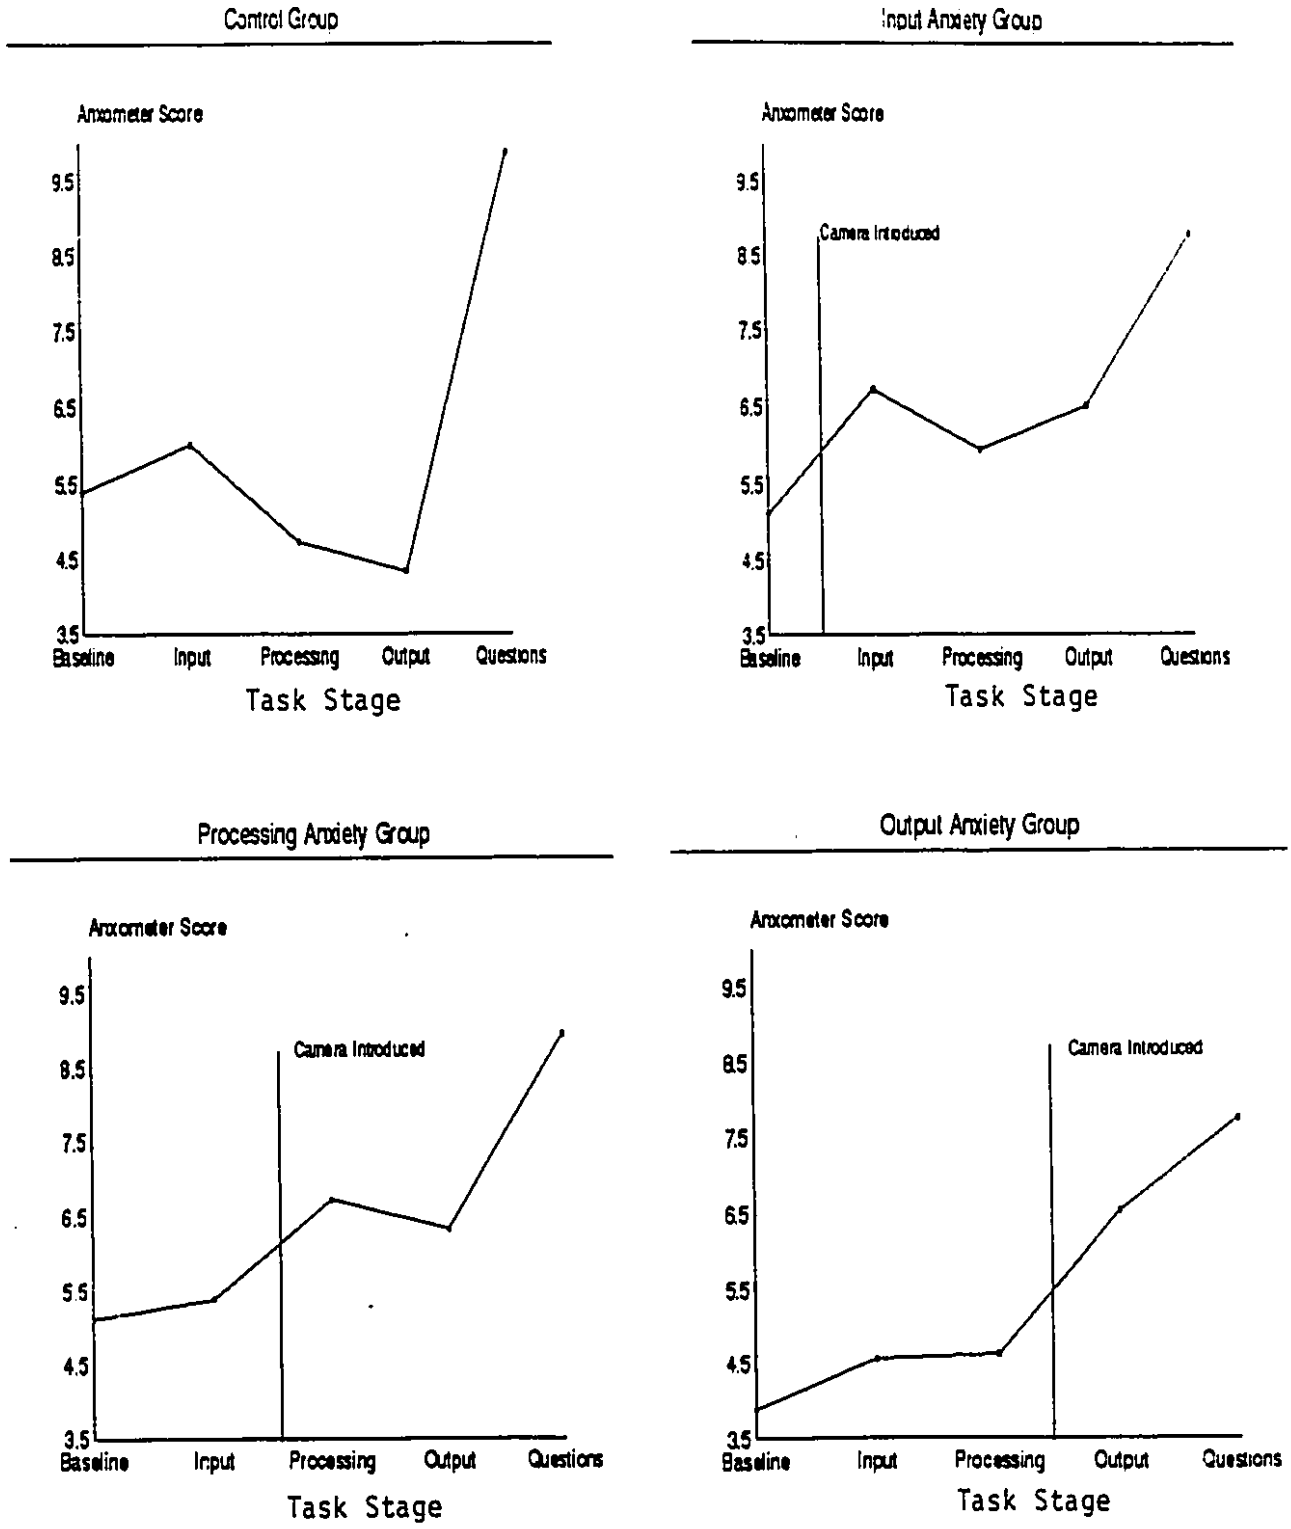 Control Group
Anxometer Score
9.5
8.5
7.5
6.5
5.5
4.5
3.5
Baseline Input Processing Output Questions
Task Stage
Input Anxiety Group
Anxometer Score
9.5
Camera Introduced
8.5
7.5
6.5
5.5
4.5
3.5
Baseline Input Processing Output Questions
Task Stage
Processing Anxiety Group
Anxometer Score
9.5
Camera Introduced
8.5
7.5
6.5
5.5
4.5
3.5
Baseline Input Processing Output Questions
Task Stage
Output Anxiety Group
Anxometer Score
9.5
Camera Introduced
8.5
7.5
6.5
5.5
4.5
3.5
Baseline Input Processing Output Questions
Task Stage